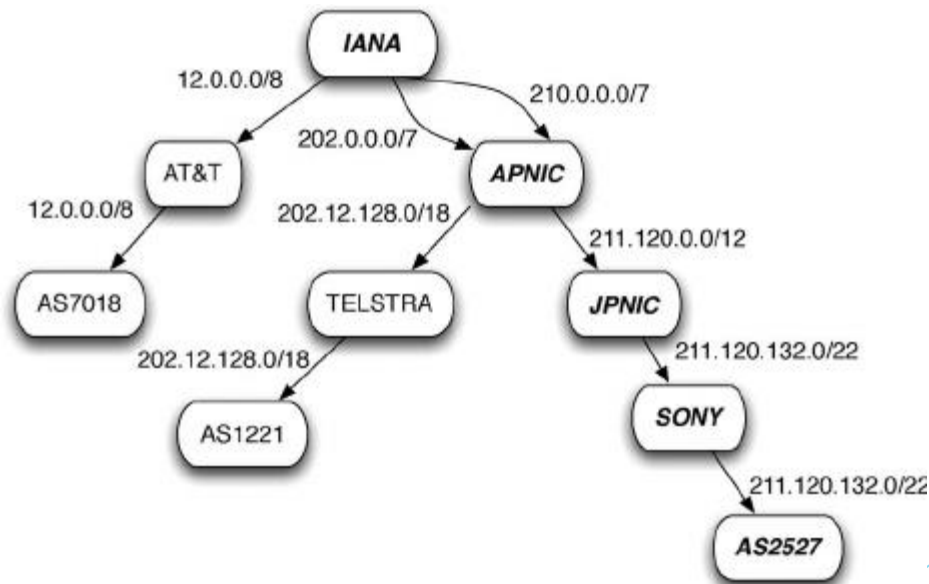 IANA
12.0.0.0/8
210.0.0.0/7
202.0.0.0/7
AT&T
APNIC
12.0.0.0/8
202.12.128.0/18
211.120.0.0/12
AS7018
TELSTRA
JPNIC
202.12.128.0/18
211.120.132.0/22
AS1221
SONY
211.120.132.0/22
AS2527